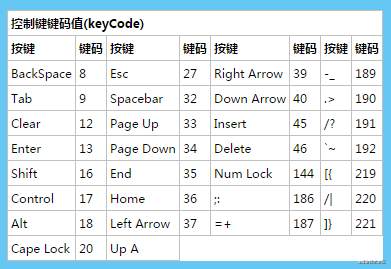 控制键键码值(keyCode)
按键 键码 按键 键码 按键 键码 按键 键码
BackSpace 8 Esc 27 Right Arrow 39 -_ 189
Tab 9 Spacebar 32 Down Arrow 40 .> 190
Clear 12 Page Up 33 Insert 45 /? 191
Enter 13 Page Down 34 Delete 46 `~ 192
Shift 16 End 35 Num Lock 144 [{ 219
Control 17 Home 36 ;: 186 /| 220
Alt 18 Left Arrow 37 =+ 187 ]} 221
Cape Lock 20 Up A